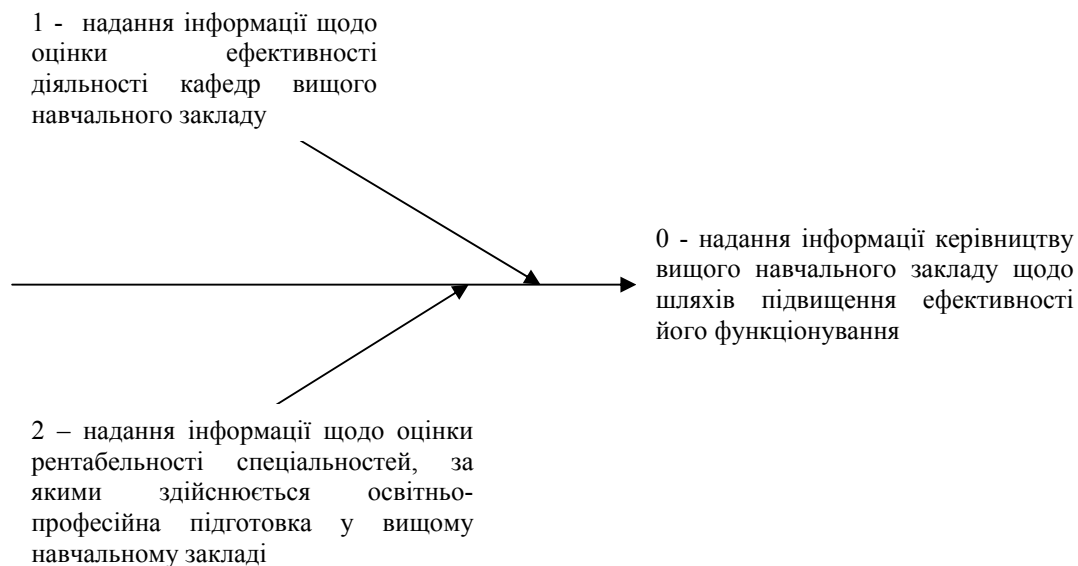 1 - надання інформації щодо
оцінки ефективності
діяльності кафедр вищого
навчального закладу
0 - надання інформації керівництву
вищого навчального закладу щодо
шляхів підвищення ефективності
його функціонування
2 – надання інформації щодо оцінки
рентабельності спеціальностей, за
якими здійснюється освітньо-
професійна підготовка у вищому
навчальному закладі